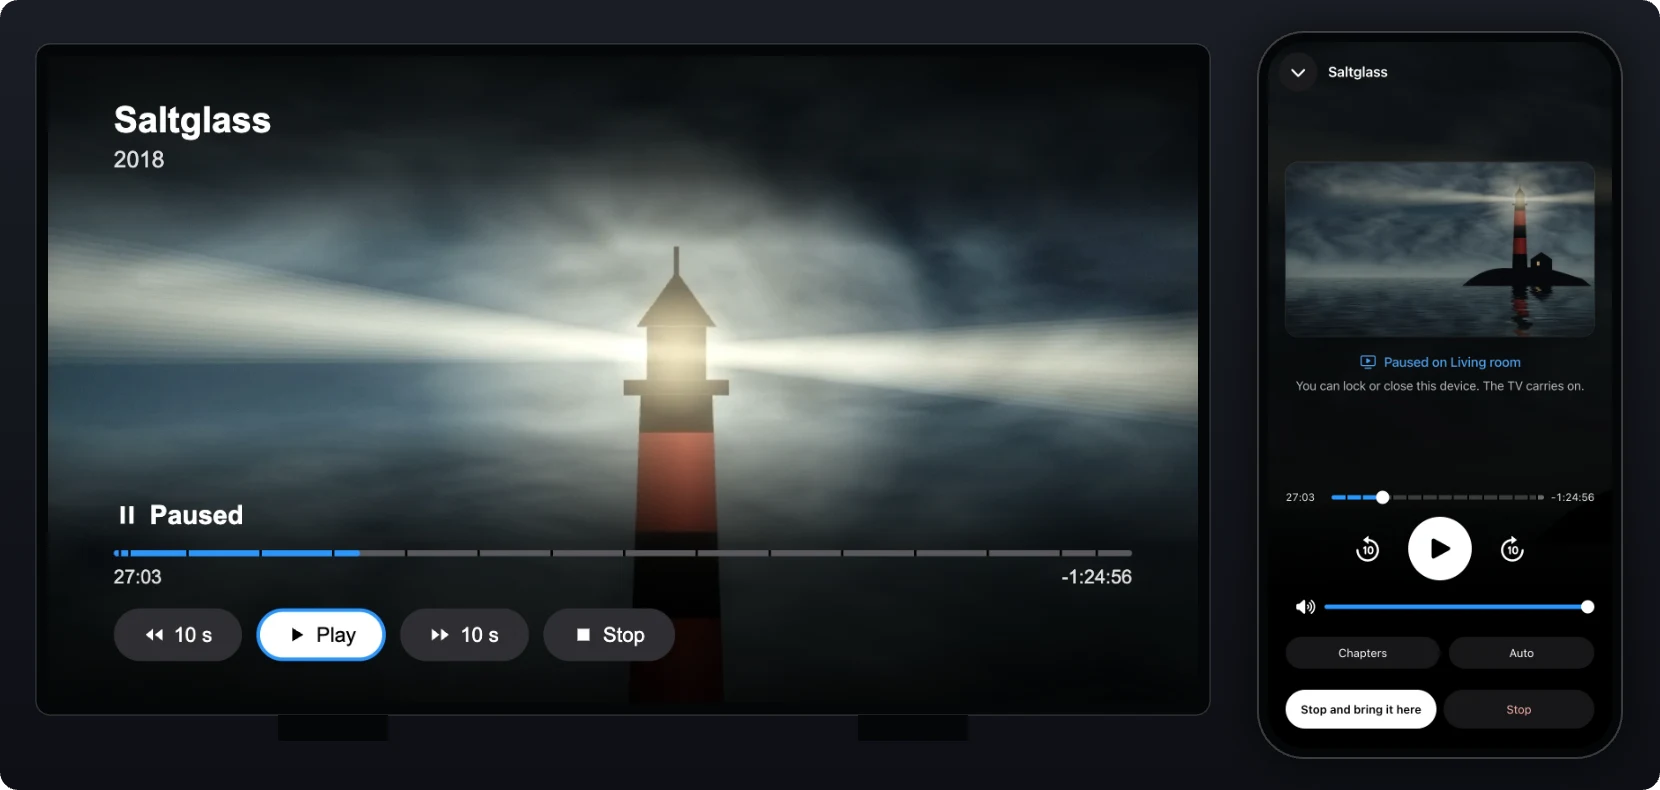 Saltglass
2018
Paused
27:03
-1:24:56
10 s
Play
10 s
Stop
Saltglass
Paused on Living room
You can lock or close this device. The TV carries on.
27:03
-1:24:56
10
10
Chapters
Auto
Stop and bring it here
Stop